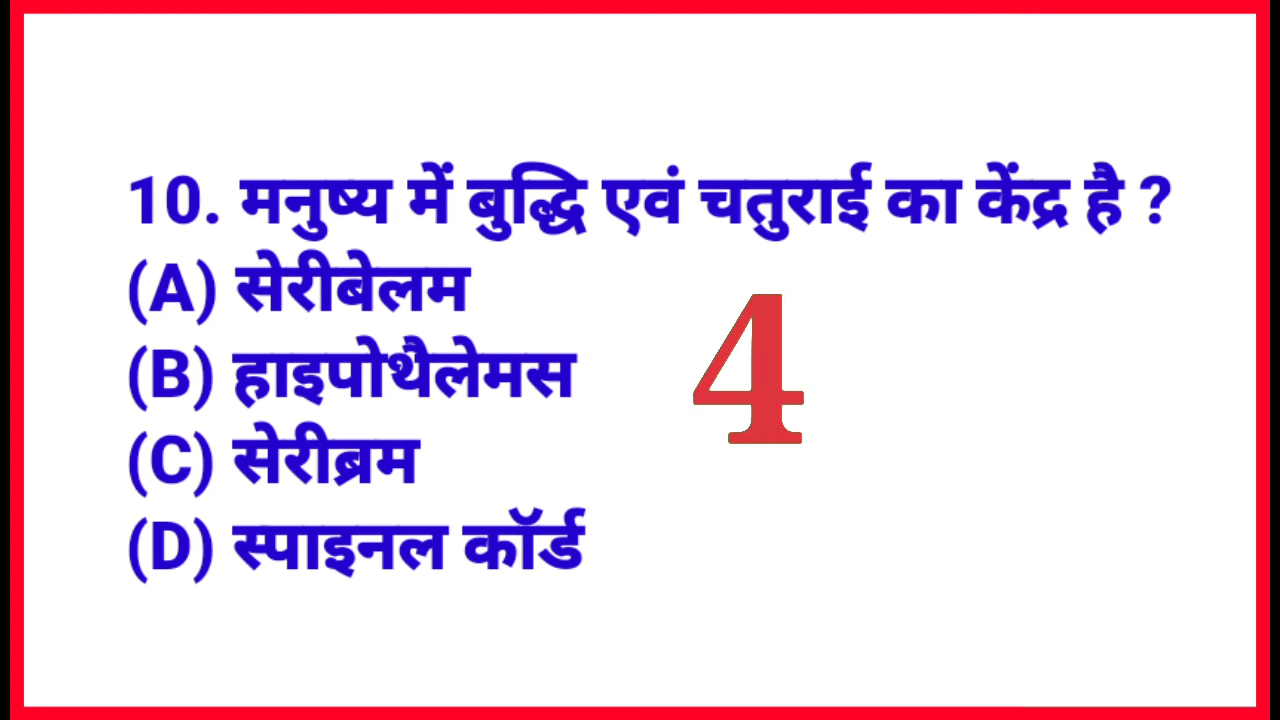 10. मनुष्य में बुद्धि एवं चतुराई का केंद्र है ?
(A) सेरीबेलम
(B) हाइपोथैलेमस
(C) सेरीब्रम
(D) स्पाइनल कॉर्ड
4